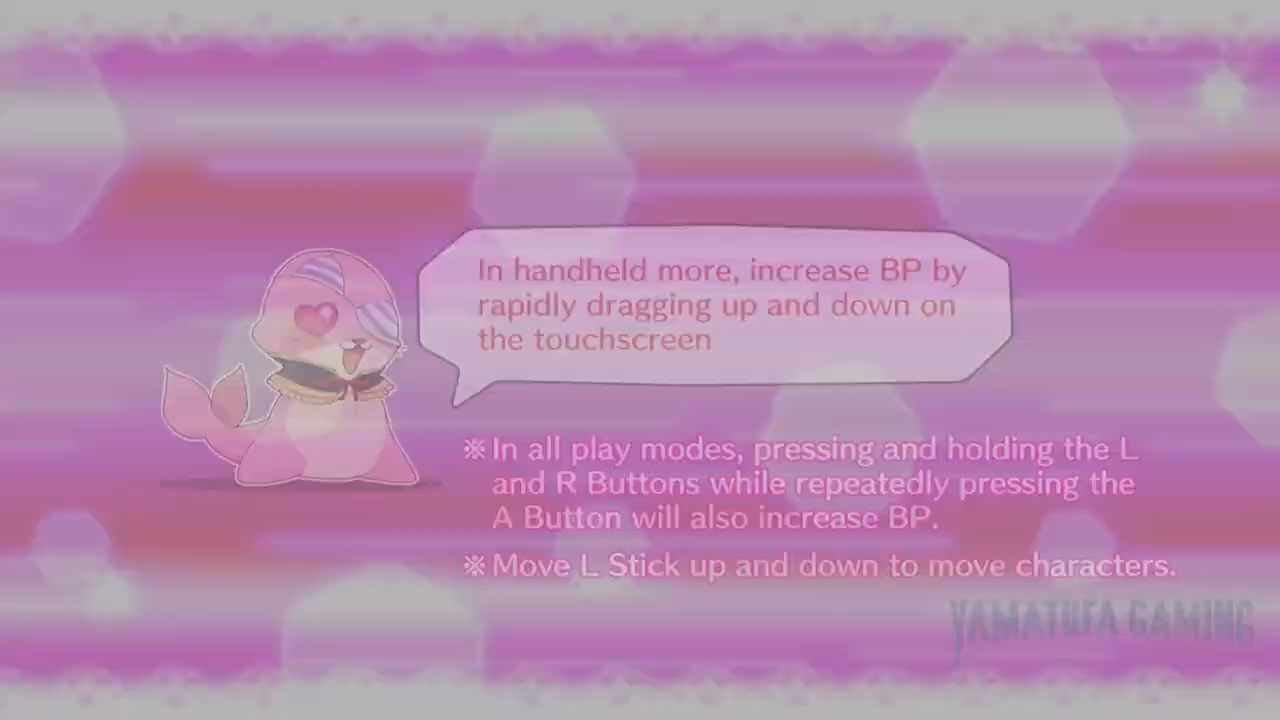 In handheld more, increase BP by
rapidly dragging up and down on
the touchscreen
※In all play modes, pressing and holding the L
and R Buttons while repeatedly pressing the
A Button will also increase BP.
※Move L Stick up and down to move characters.
YAMATUFA GAMING